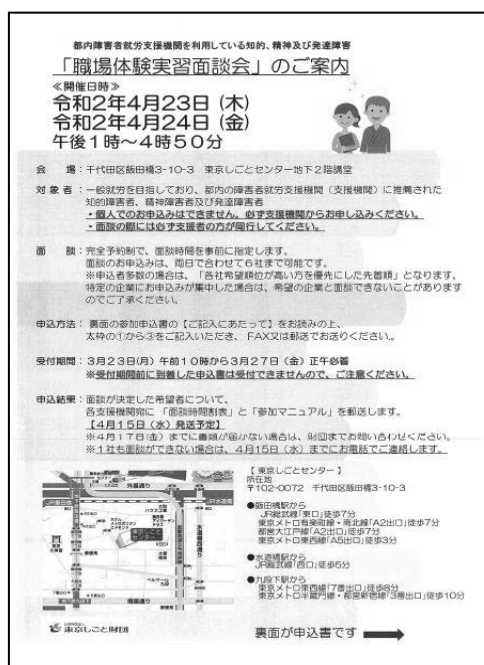 都内障害者就労支援機関を利用している知的、精神及び発達障害
「職場体験実習面談会」のご案内
≪開催日時≫
令和2年4月23日（木）
令和2年4月24日（金）
午後1時～4時50分
会　場：千代田区飯田橋3-10-3　東京しごとセンター地下2階講堂
対象者：一般就労を目指しており、都内の障害者就労支援機関（支援機関）に推薦された
知的障害者、精神障害者及び発達障害者
・個人でのお申込みはできません。必ず支援機関からお申し込みください。
・面談の際には必ず支援者の方が同行してください。
面　談：完全予約制で、面談時間を事前に指定します。
面談のお申込みは、両日で合わせて6社まで可能です。
※申込者多数の場合は、「各社希望順位が高い方を優先にした先着順」となります。
特定の企業にお申込みが集中した場合は、希望の企業と面談できないことがあります
のでご了承ください。
申込方法：裏面の参加申込書の【ご記入にあたって】をお読みの上、
太枠の①から③をご記入いただき、FAX又は郵送でお送りください。
受付期間：3月23日（月）午前10時から3月27日（金）正午必着
※受付期間前に到着した申込書は受付できませんので、ご注意ください。
申込結果：面談が決定した希望者について、
各支援機関宛に「面談時間割表」と「参加マニュアル」を郵送します。
【4月15日（水）発送予定】
※4月17日（金）までに書類が届かない場合は、財団までお問い合わせください。
※1社も面談ができない場合は、4月15日（水）までにお電話でご連絡します。
【東京しごとセンター】
所在地
〒102-0072　千代田区飯田橋3-10-3
●飯田橋駅から
JR総武線「東口」徒歩7分
東京メトロ有楽町線・南北線「A2出口」徒歩7分
都営大江戸線「A2出口」徒歩7分
東京メトロ東西線「A5出口」徒歩3分
●水道橋駅から
JR総武線「西口」徒歩5分
●九段下駅から
東京メトロ東西線「7番出口」徒歩8分
東京メトロ半蔵門線・都営新宿線「3番出口」徒歩10分
東京しごと財団
裏面が申込書です